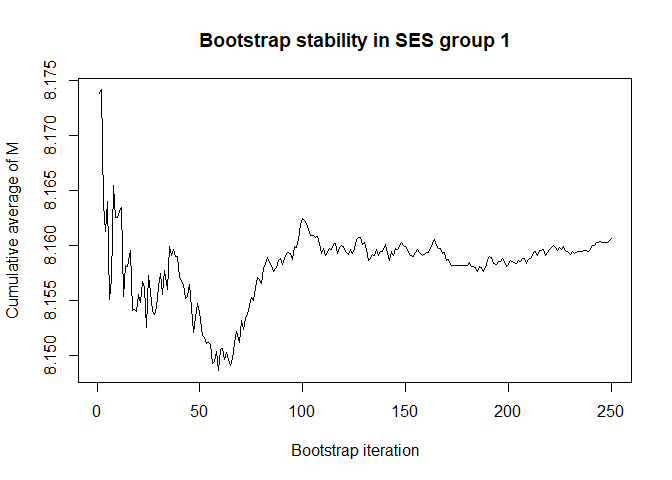 Bootstrap stability in SES group 1
Cumulative average of M
8.175
8.170
8.165
8.160
8.155
8.150
0 50 100 150 200 250
Bootstrap iteration